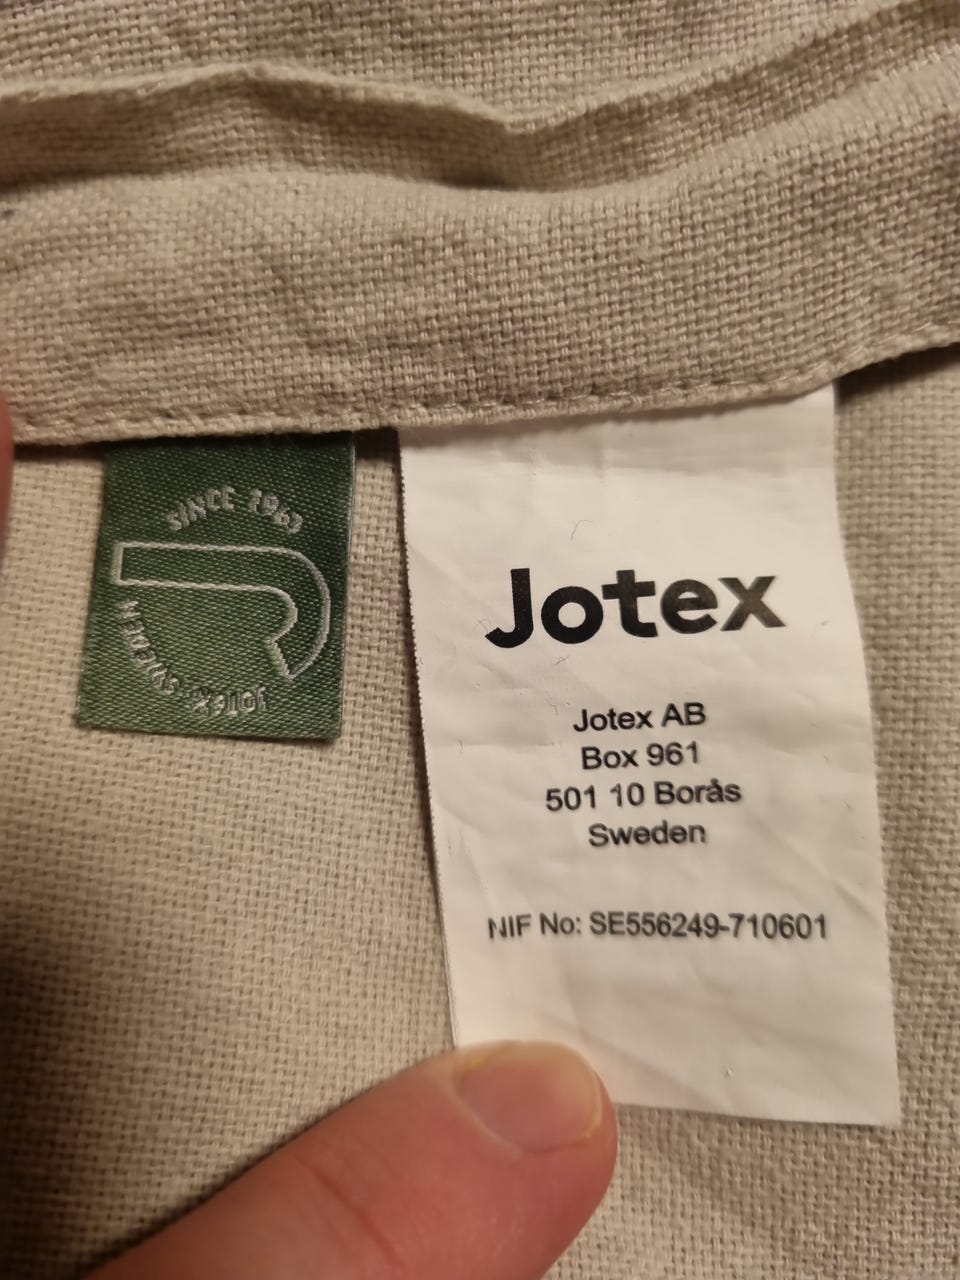 SINCE 1963
JOTEX, SWEDEN
Jotex
Jotex AB
Box 961
501 10 Borås
Sweden
NIF No: SE556249-710601